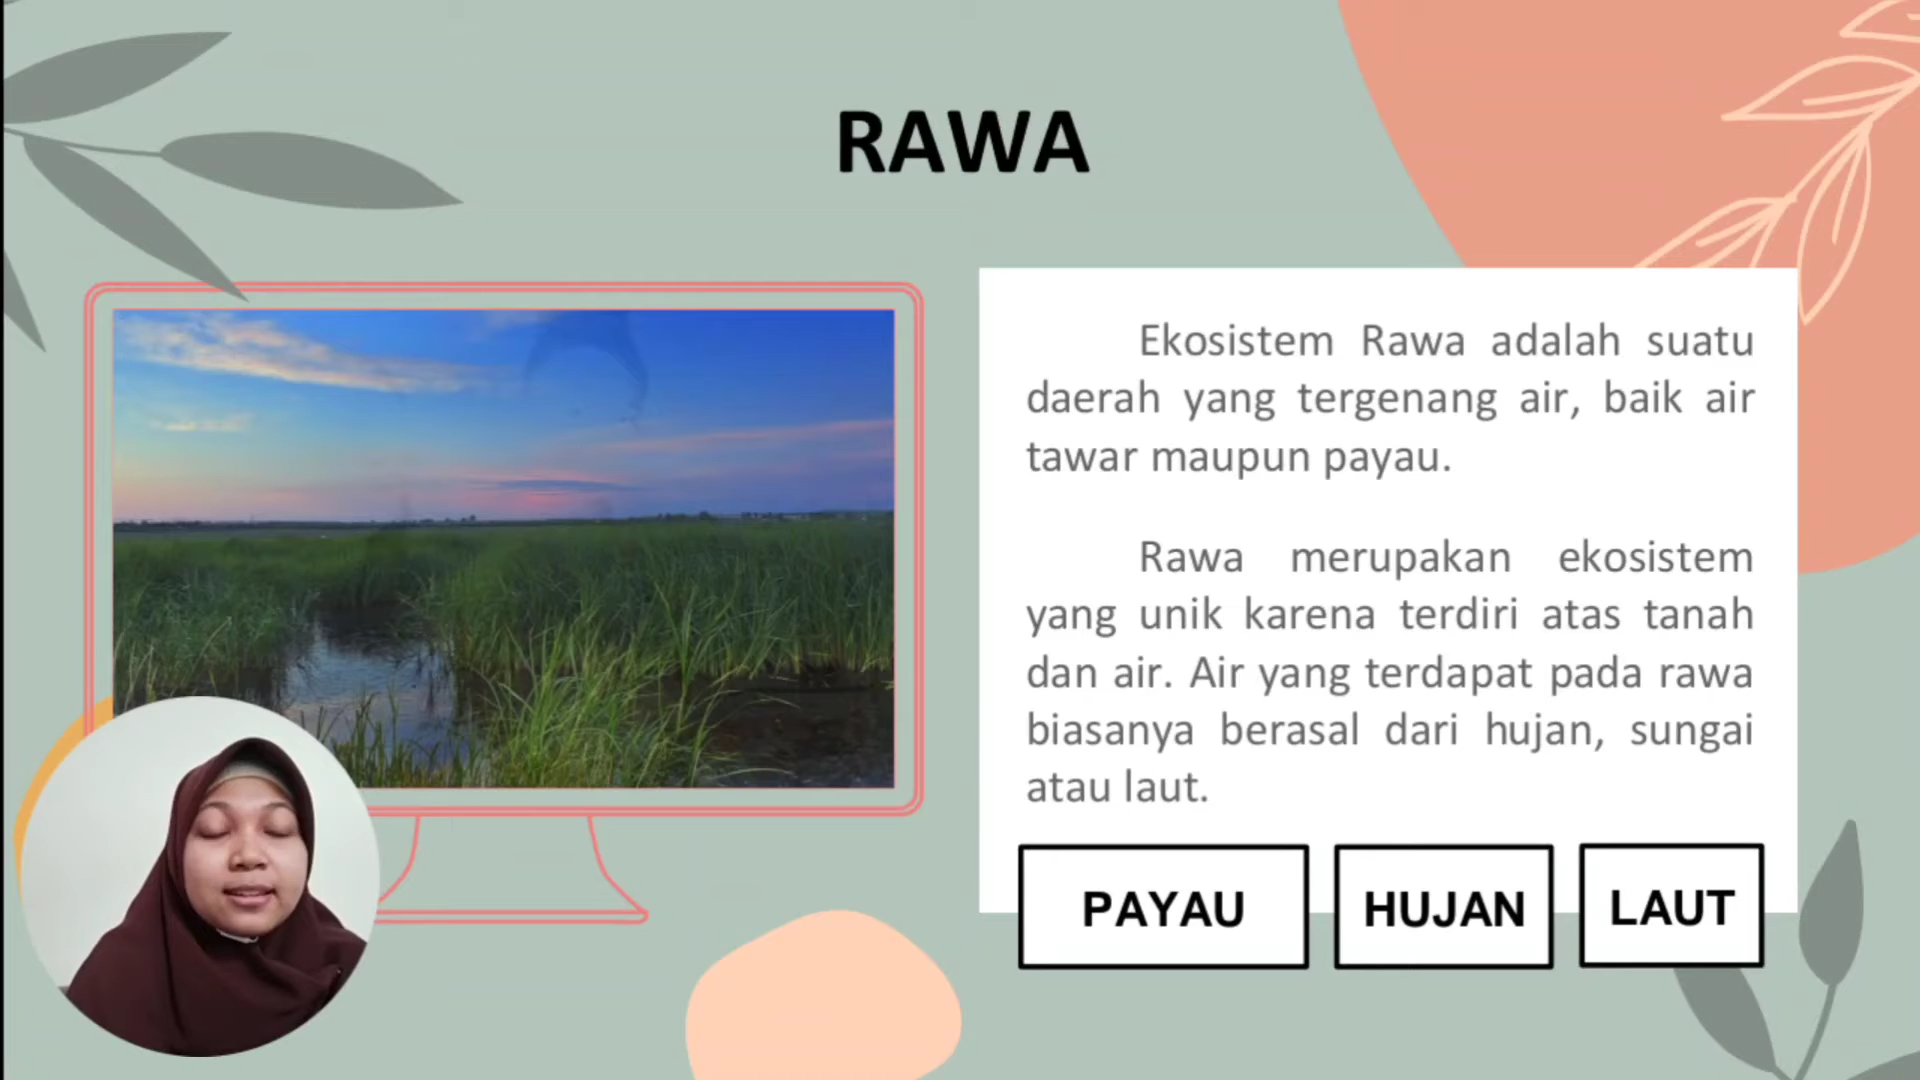 RAWA
Ekosistem Rawa adalah suatu
daerah yang tergenang air, baik air
tawar maupun payau.
Rawa merupakan ekosistem
yang unik karena terdiri atas tanah
dan air. Air yang terdapat pada rawa
biasanya berasal dari hujan, sungai
atau laut.
PAYAU
HUJAN
LAUT